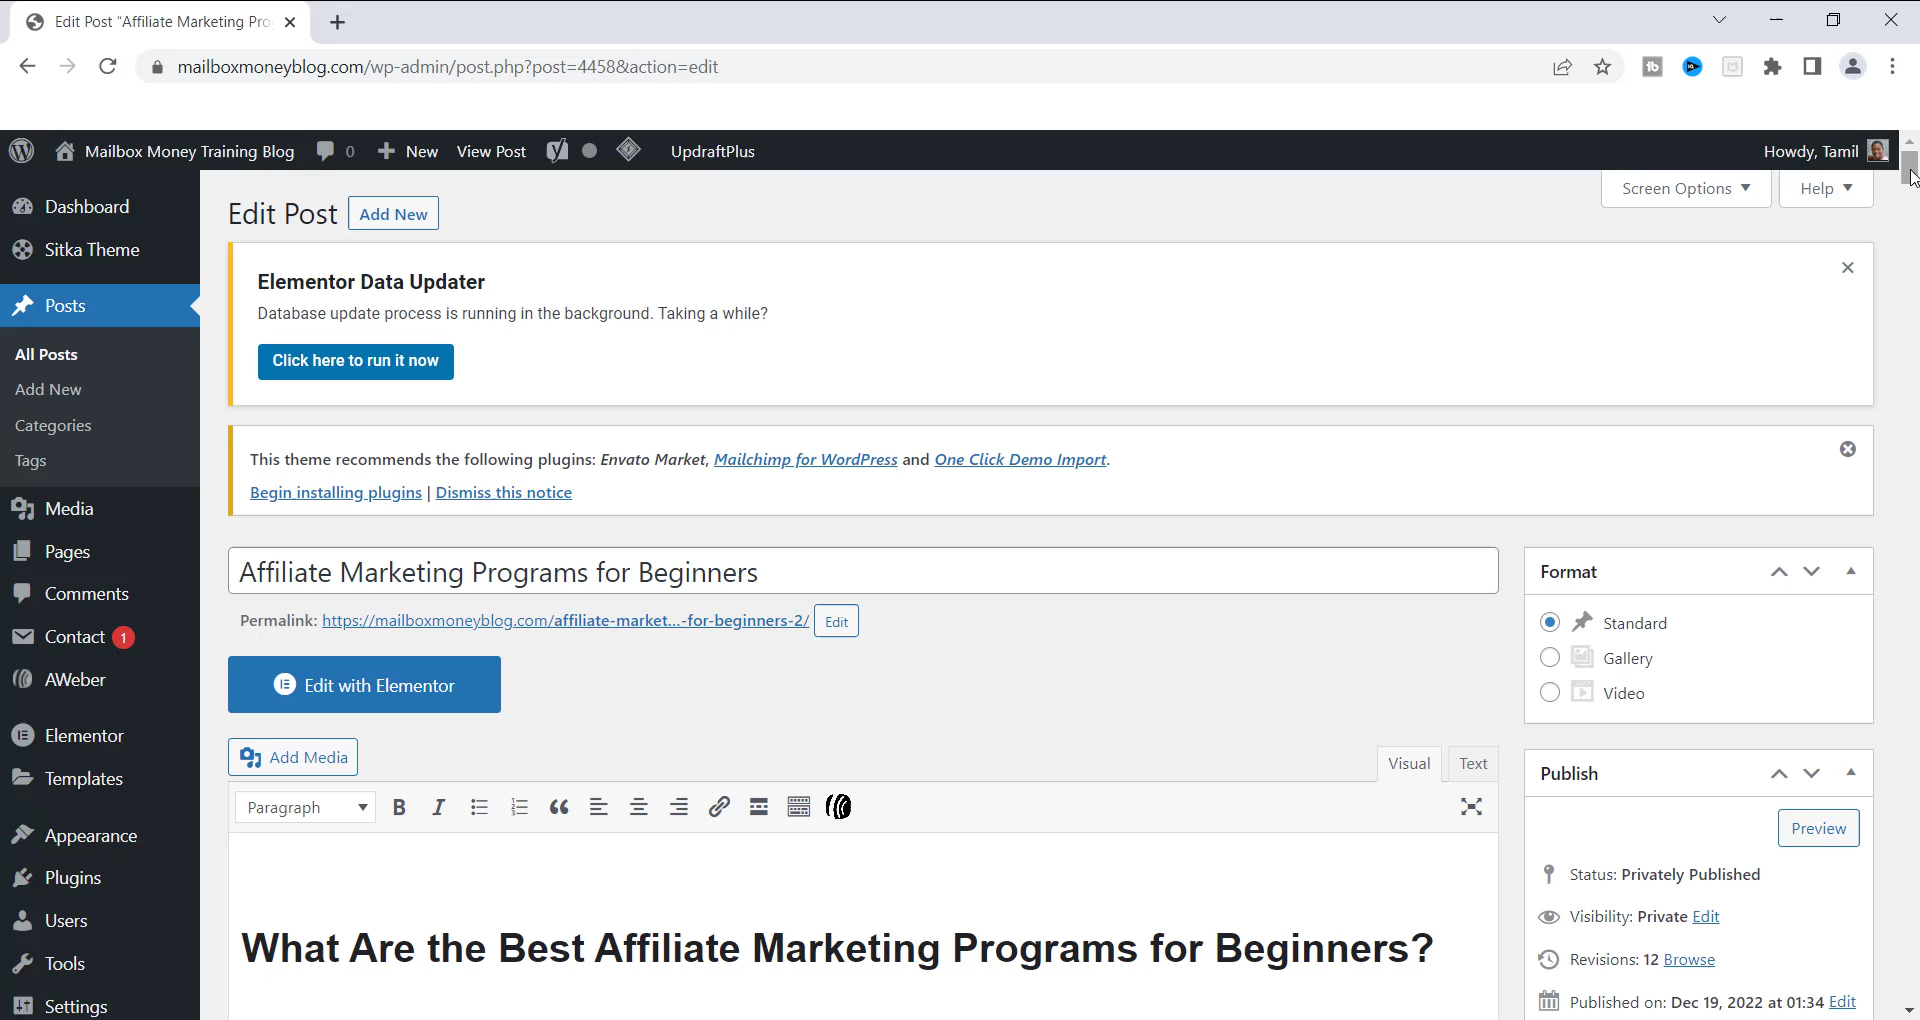 Edit Post “Affiliate Marketing Pro
mailboxmoneyblog.com/wp-admin/post.php?post=4458&action=edit
Mailbox Money Training Blog 0 New View Post UpdraftPlus Howdy, Tamil
Screen Options Help
Dashboard
Sitka Theme
Posts
All Posts
Add New
Categories
Tags
Media
Pages
Comments
Contact 1
AWeber
Elementor
Templates
Appearance
Plugins
Users
Tools
Settings
Edit Post Add New
Elementor Data Updater
Database update process is running in the background. Taking a while?
Click here to run it now
This theme recommends the following plugins: Envato Market, Mailchimp for WordPress and One Click Demo Import.
Begin installing plugins | Dismiss this notice
Affiliate Marketing Programs for Beginners
Permalink: https://mailboxmoneyblog.com/affiliate-market...-for-beginners-2/ Edit
Edit with Elementor
Add Media
Visual Text
Paragraph
What Are the Best Affiliate Marketing Programs for Beginners?
Format
Standard
Gallery
Video
Publish
Preview
Status: Privately Published
Visibility: Private Edit
Revisions: 12 Browse
Published on: Dec 19, 2022 at 01:34 Edit